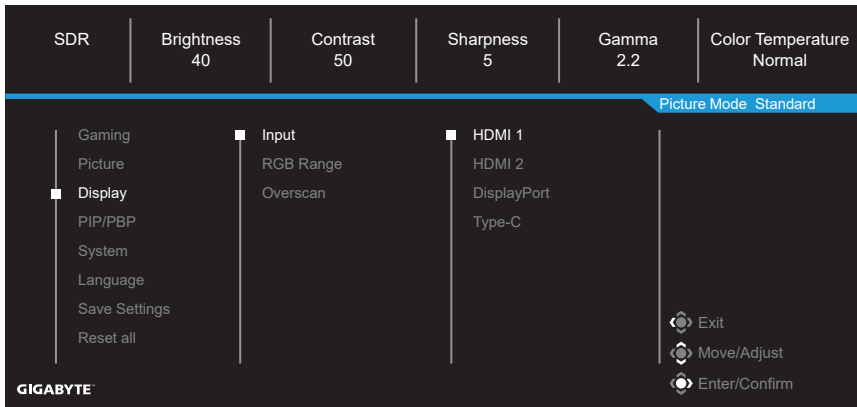 SDR
Brightness
40
Contrast
50
Sharpness
5
Gamma
2.2
Color Temperature
Normal
Picture Mode Standard
Gaming
Picture
Display
PIP/PBP
System
Language
Save Settings
Reset all
Input
RGB Range
Overscan
HDMI 1
HDMI 2
DisplayPort
Type-C
Exit
Move/Adjust
Enter/Confirm
GIGABYTE™